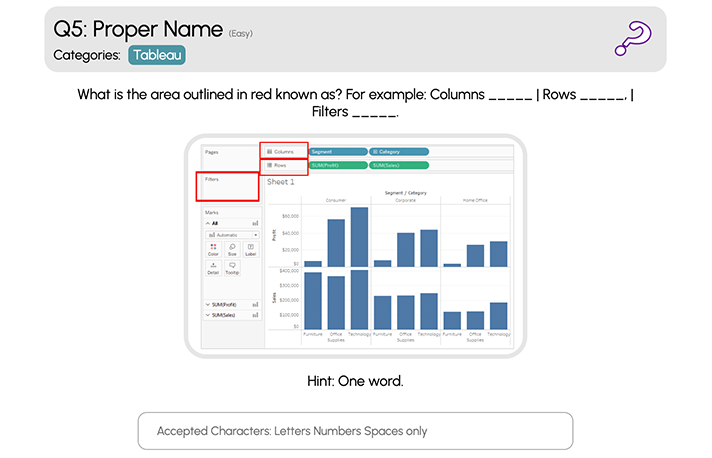 Q5: Proper Name (Easy)
Categories: Tableau
What is the area outlined in red known as? For example: Columns _____ | Rows _____, |
Filters _____.
Pages
Columns Segment Category
Rows SUM(Profit) SUM(Sales)
Filters
Sheet 1
Segment / Category
Consumer Corporate Home Office
Marks
All
Automatic
Color Size Label
Detail Tooltip
SUM(Profit)
SUM(Sales)
Profit
$60,000
$40,000
$20,000
$0
Sales
$400,000
$300,000
$200,000
$100,000
$0
Furniture Office Technology Furniture Office Technology Furniture Office Technology
Supplies Supplies Supplies
Hint: One word.
Accepted Characters: Letters Numbers Spaces only